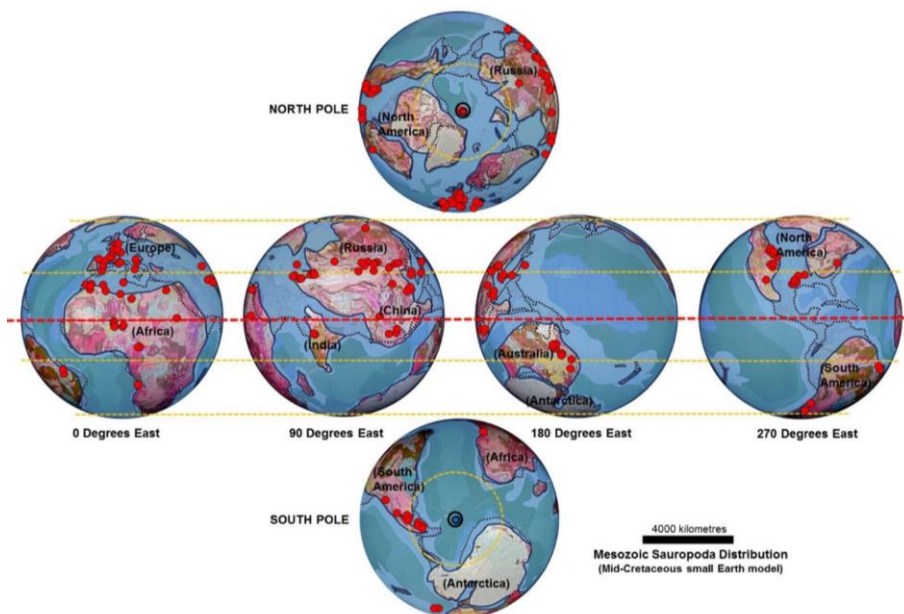 (Russia)
NORTH POLE
(North
America)
(Europe)
(Africa)
(Russia)
(China)
(India)
(Australia)
(Antarctica)
(North
America)
(South
America)
0 Degrees East
90 Degrees East
180 Degrees East
270 Degrees East
(South
America)
(Africa)
SOUTH POLE
(Antarctica)
4000 kilometres
Mesozoic Sauropoda Distribution
(Mid-Cretaceous small Earth model)